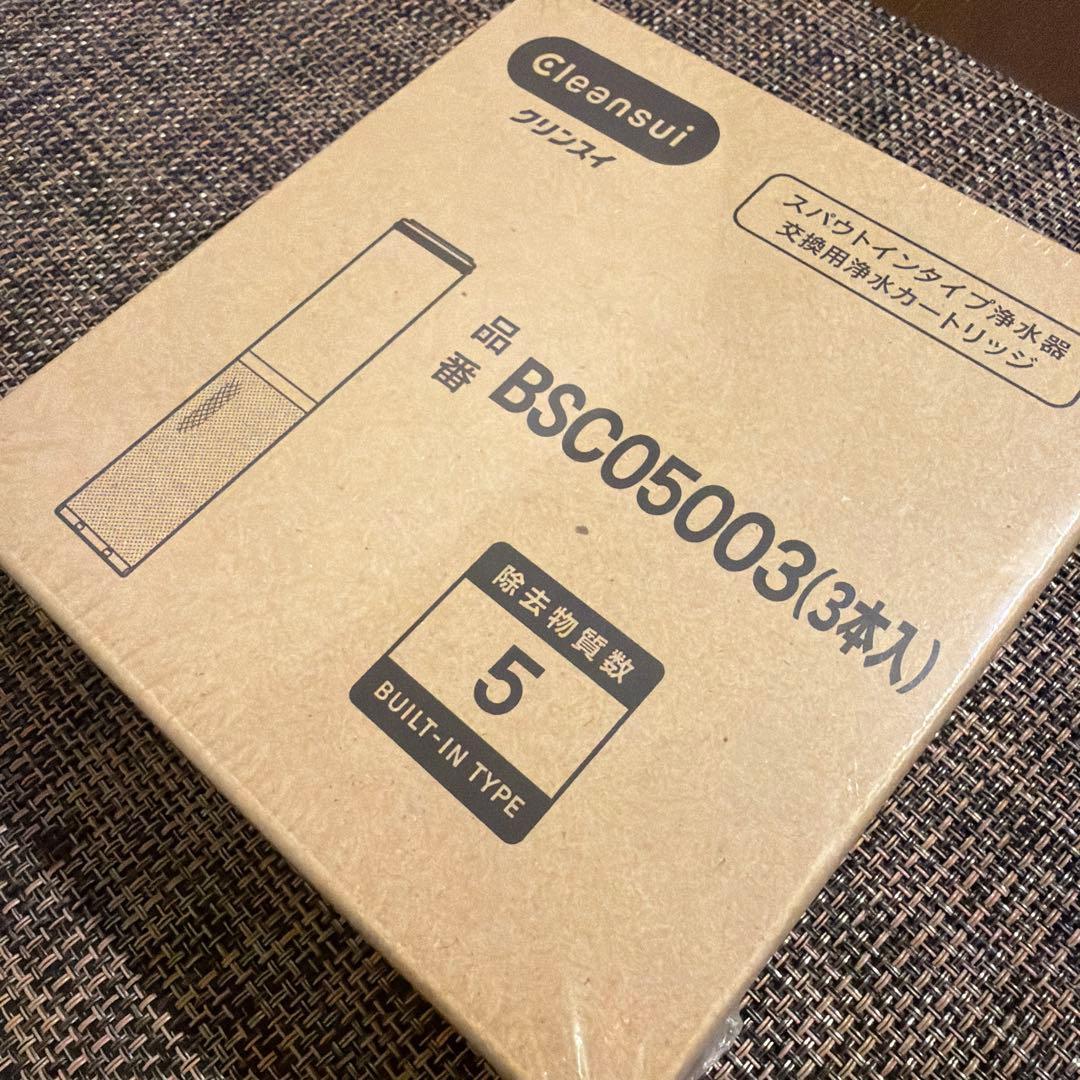 Cleansui
クリンスイ
スパウトインタイプ浄水器
交換用浄水カートリッジ
品番 BSC05003(3本入)
除去物質数
5
BUILT-IN TYPE